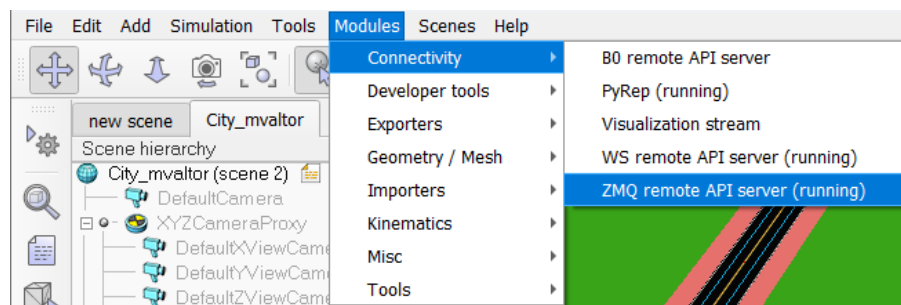 File Edit Add Simulation Tools Modules Scenes Help
Connectivity
Developer tools
Exporters
Geometry / Mesh
Importers
Kinematics
Misc
Tools
B0 remote API server
PyRep (running)
Visualization stream
WS remote API server (running)
ZMQ remote API server (running)
new scene City_mvaltor
Scene hierarchy
City_mvaltor (scene 2)
DefaultCamera
XYZCameraProxy
DefaultXViewCame
DefaultYViewCam
DefaultZViewCame